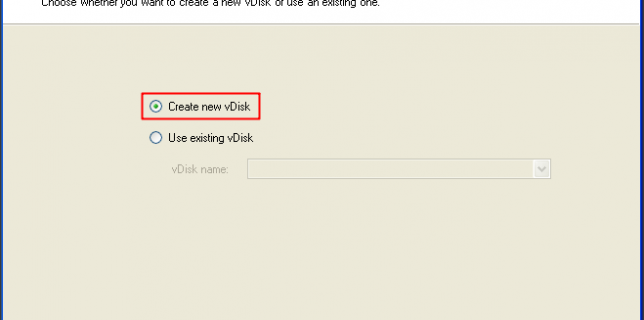 Choose whether you want to create a new vDisk or use an existing one.
Create new vDisk
Use existing vDisk
vDisk name: